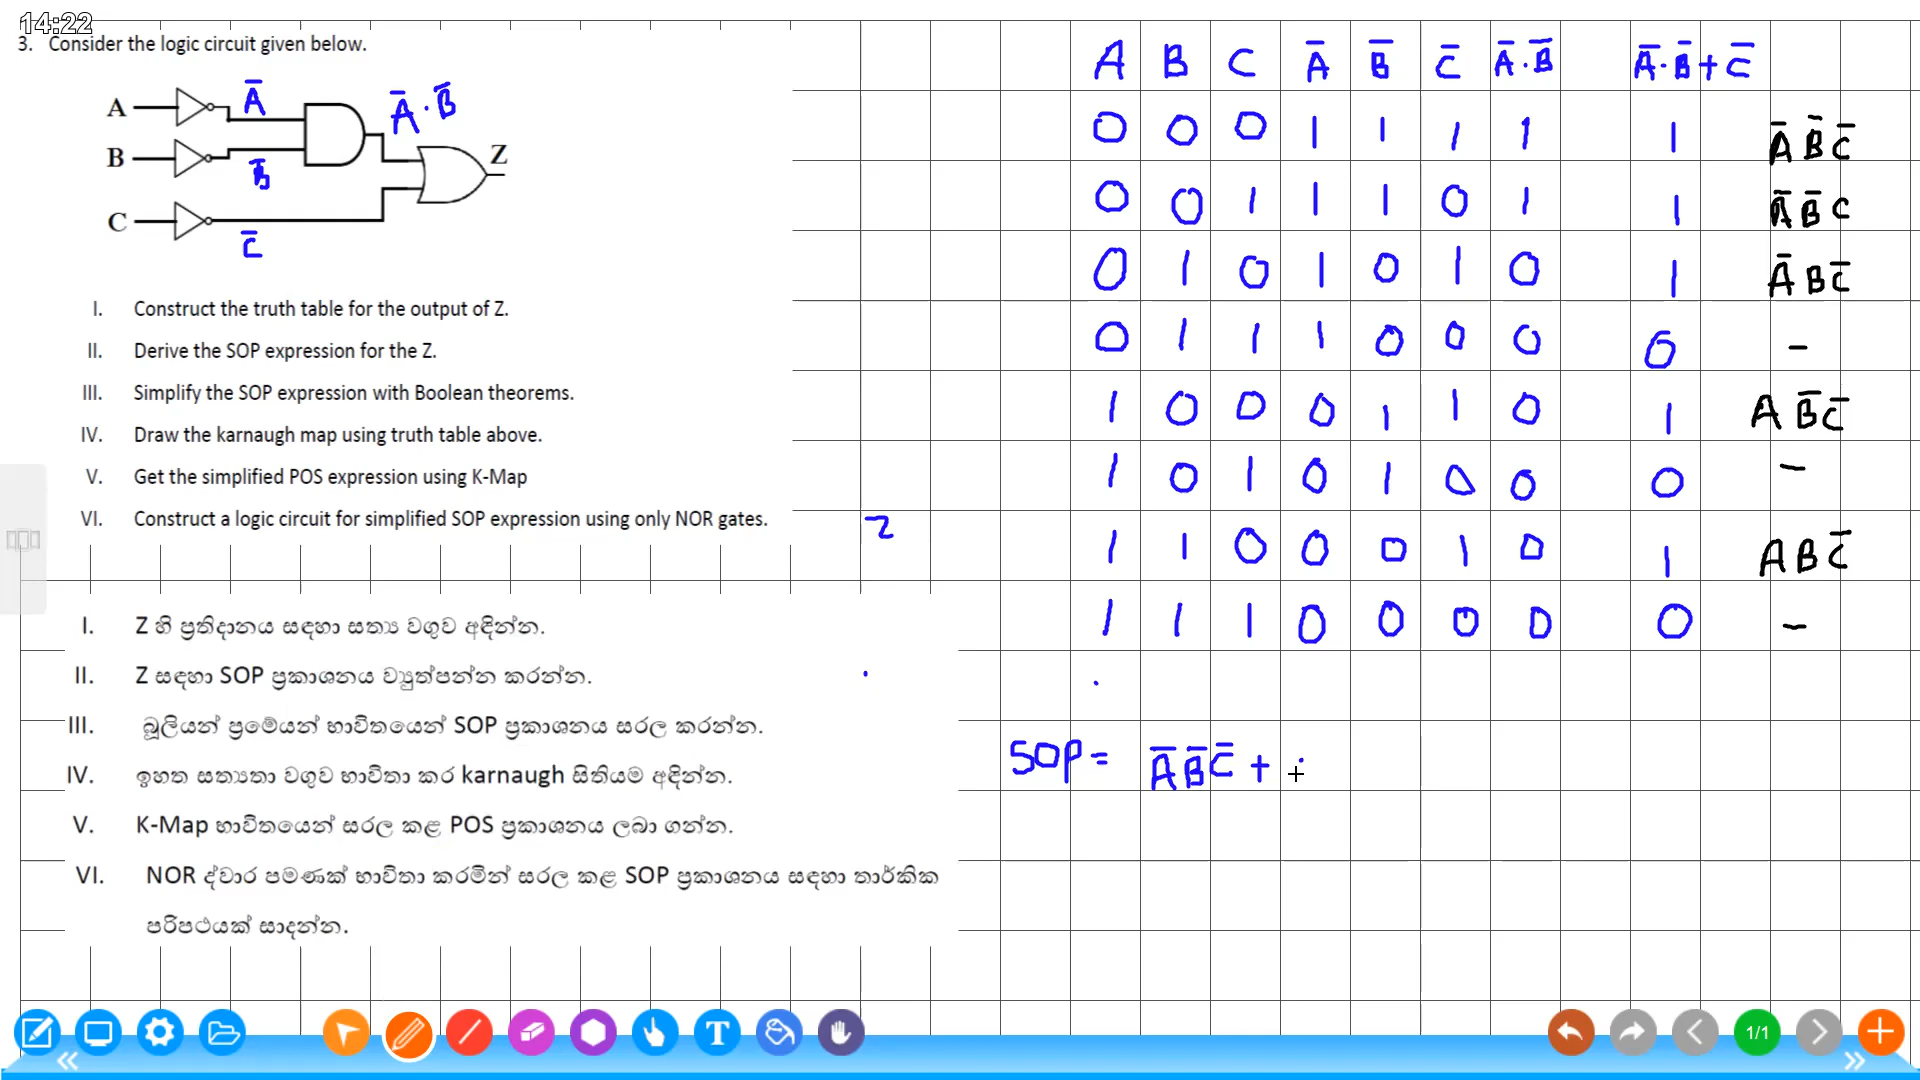 14:22
3. Consider the logic circuit given below.
A
B
C
Z
A̅
B̅
C̅
A̅ · B̅
I. Construct the truth table for the output of Z.
II. Derive the SOP expression for the Z.
III. Simplify the SOP expression with Boolean theorems.
IV. Draw the karnaugh map using truth table above.
V. Get the simplified POS expression using K-Map
VI. Construct a logic circuit for simplified SOP expression using only NOR gates.
Z
I. Z හි ප්‍රතිදානය සඳහා සත්‍ය වගුව අඳින්න.
II. Z සඳහා SOP ප්‍රකාශනය ව්‍යුත්පන්න කරන්න.
III. බූලියන් ප්‍රමේයන් භාවිතයෙන් SOP ප්‍රකාශනය සරල කරන්න.
IV. ඉහත සත්‍යතා වගුව භාවිතා කර karnaugh සිතියම අඳින්න.
V. K-Map භාවිතයෙන් සරල කළ POS ප්‍රකාශනය ලබා ගන්න.
VI. NOR ද්වාර පමණක් භාවිතා කරමින් සරල කළ SOP ප්‍රකාශනය සඳහා තාර්කික
පරිපථයක් සාදන්න.
A B C A̅ B̅ C̅ A̅·B̅ A̅·B̅+C̅
0 0 0 1 1 1 1 1 A̅B̅C̅
0 0 1 1 1 0 1 1 A̅B̅C
0 1 0 1 0 1 0 1 A̅BC̅
0 1 1 1 0 0 0 0 –
1 0 0 0 1 1 0 1 AB̅C̅
1 0 1 0 1 0 0 0 –
1 1 0 0 0 1 0 1 ABC̅
1 1 1 0 0 0 0 0 –
SOP = A̅B̅C̅ +
1/1